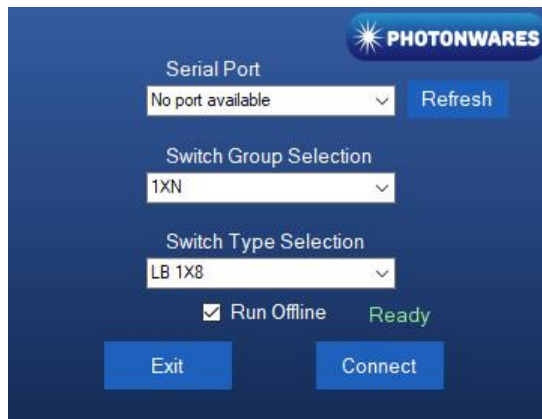 PHOTONWARES
Serial Port
No port available
Refresh
Switch Group Selection
1XN
Switch Type Selection
LB 1X8
Run Offline
Ready
Exit
Connect